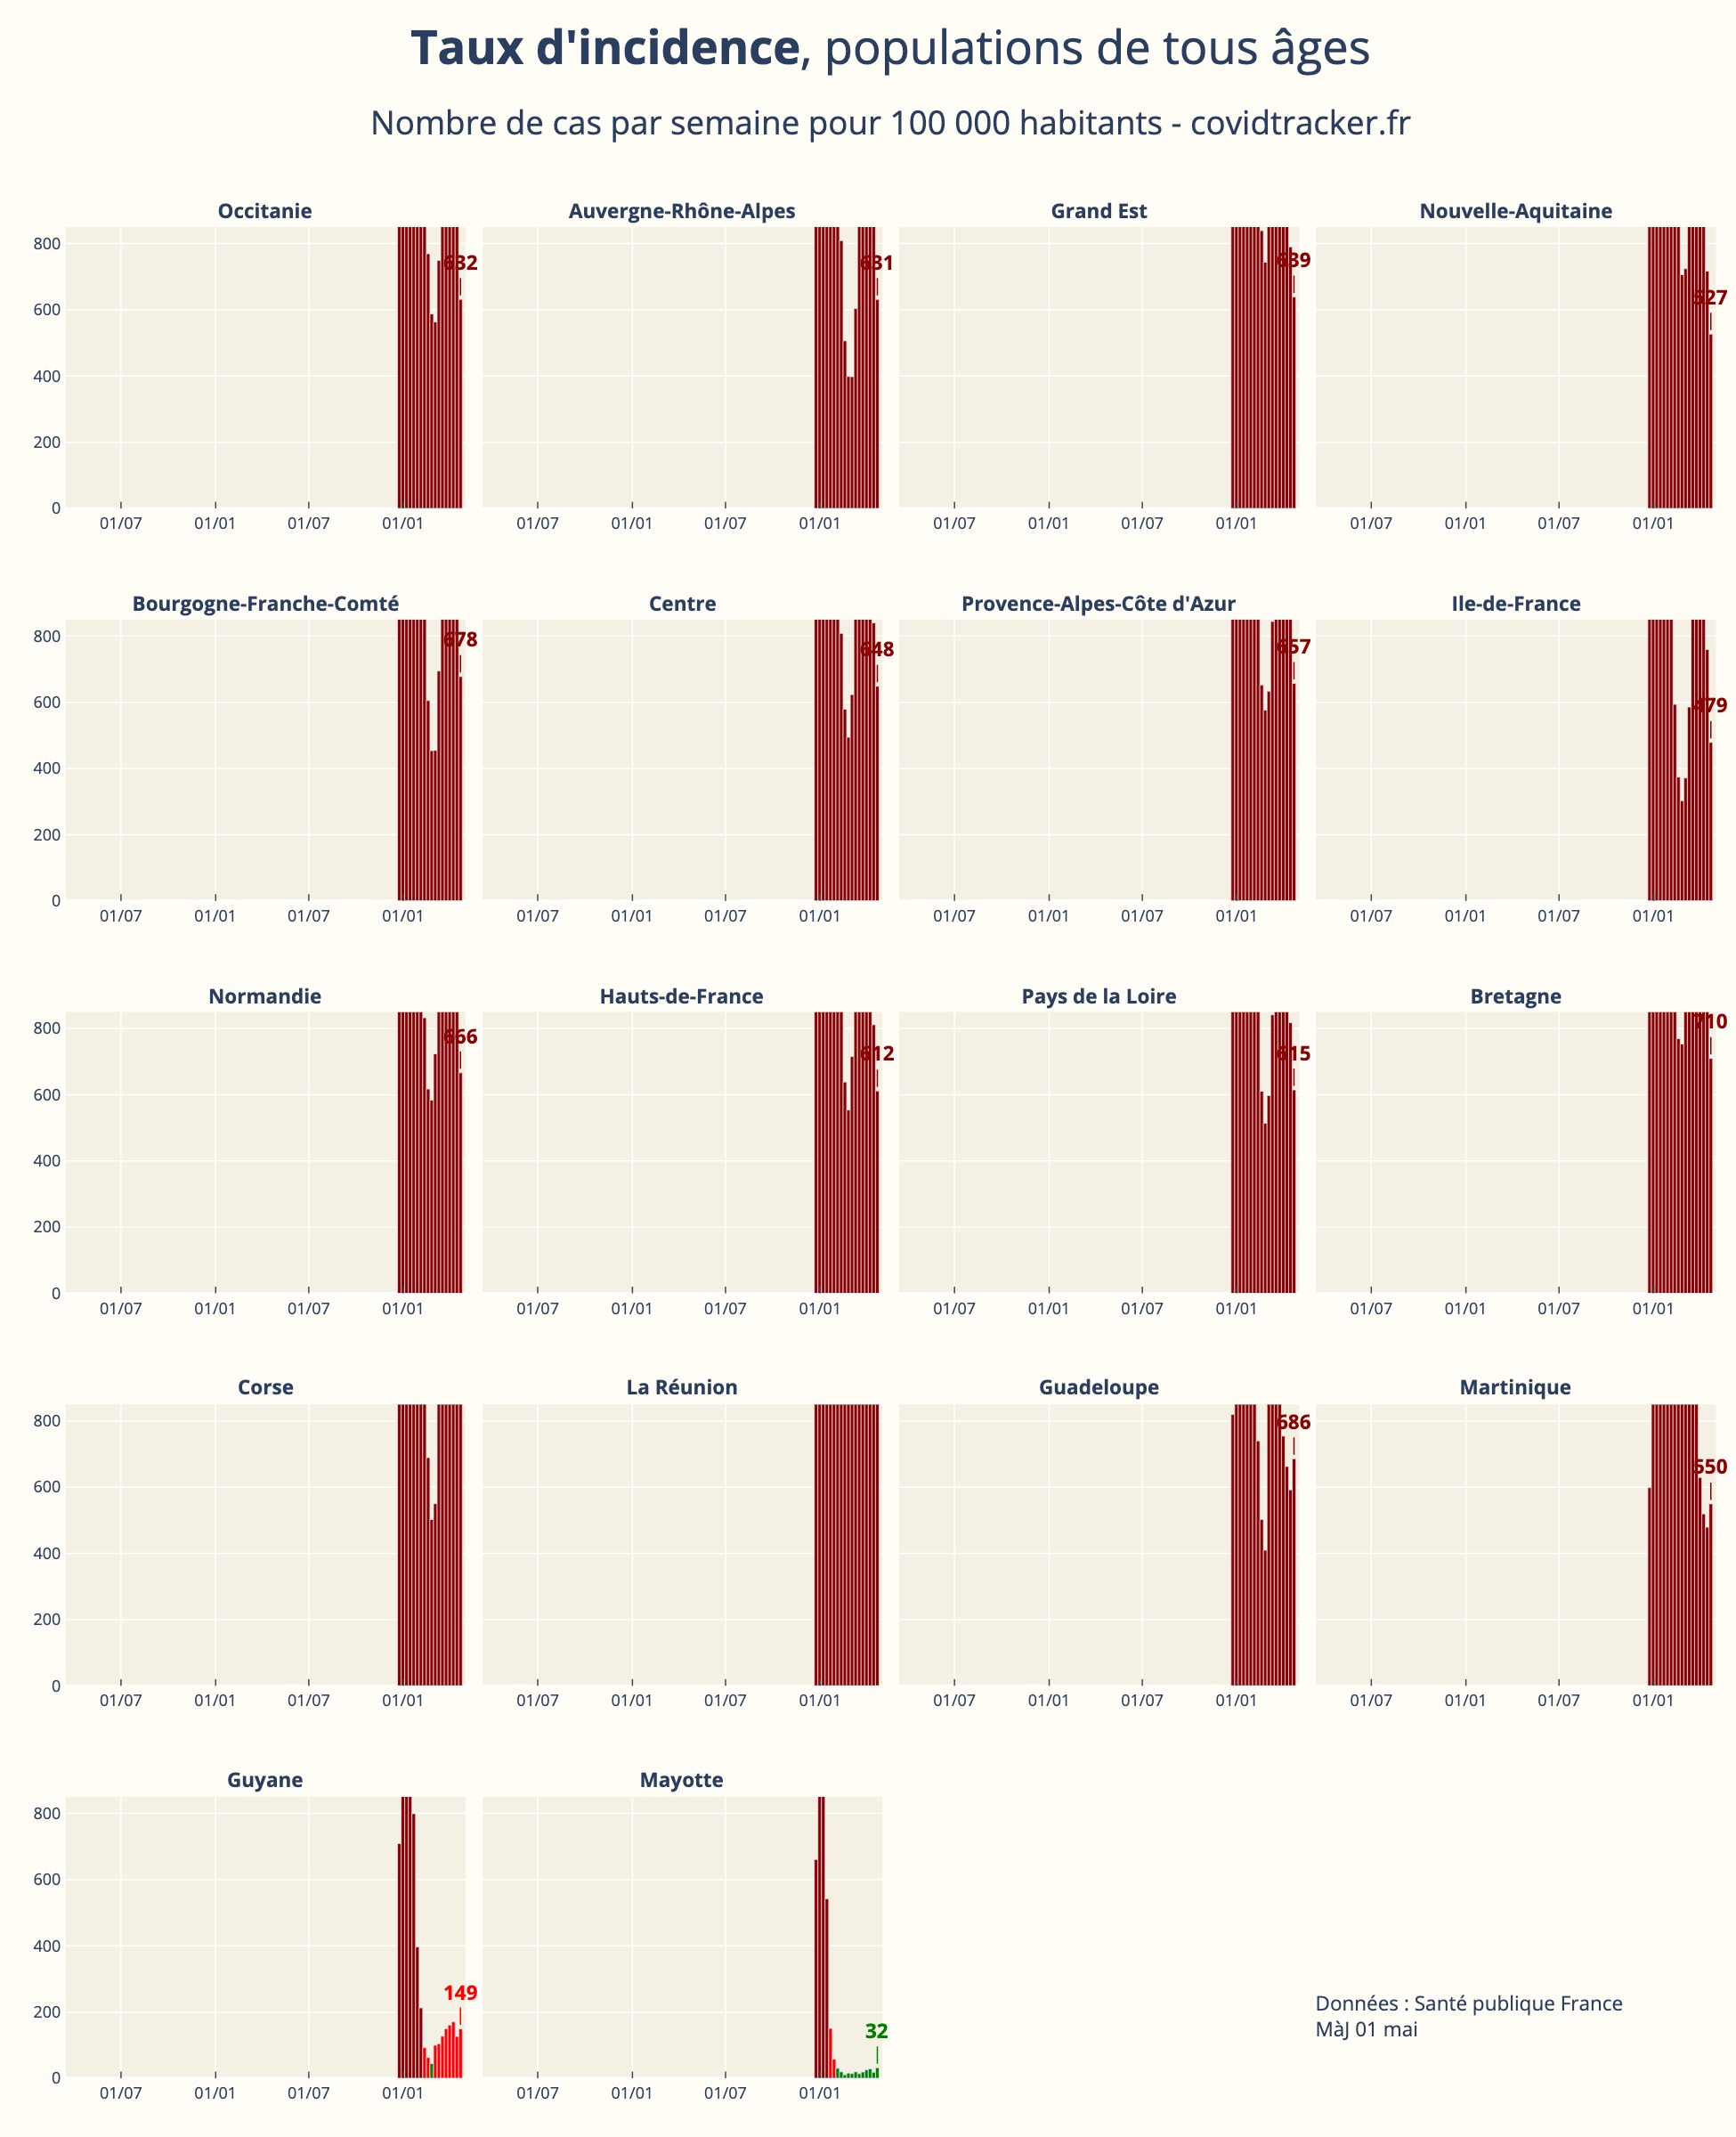 Taux d'incidence, populations de tous âges
Nombre de cas par semaine pour 100 000 habitants - covidtracker.fr
Occitanie Auvergne-Rhône-Alpes Grand Est Nouvelle-Aquitaine
800
632 631 639 527
600
400
200
0
01/07 01/01 01/07 01/01 01/07 01/01 01/07 01/01 01/07 01/01 01/07 01/01 01/07 01/01 01/07 01/01
Bourgogne-Franche-Comté Centre Provence-Alpes-Côte d'Azur Ile-de-France
800
678 648 657 479
600
400
200
0
01/07 01/01 01/07 01/01 01/07 01/01 01/07 01/01 01/07 01/01 01/07 01/01 01/07 01/01 01/07 01/01
Normandie Hauts-de-France Pays de la Loire Bretagne
800
666 612 615 710
600
400
200
0
01/07 01/01 01/07 01/01 01/07 01/01 01/07 01/01 01/07 01/01 01/07 01/01 01/07 01/01 01/07 01/01
Corse La Réunion Guadeloupe Martinique
800
686 550
600
400
200
0
01/07 01/01 01/07 01/01 01/07 01/01 01/07 01/01 01/07 01/01 01/07 01/01 01/07 01/01 01/07 01/01
Guyane Mayotte
800
600
400
149
200
32
0
01/07 01/01 01/07 01/01 01/07 01/01 01/07 01/01
Données : Santé publique France
MàJ 01 mai